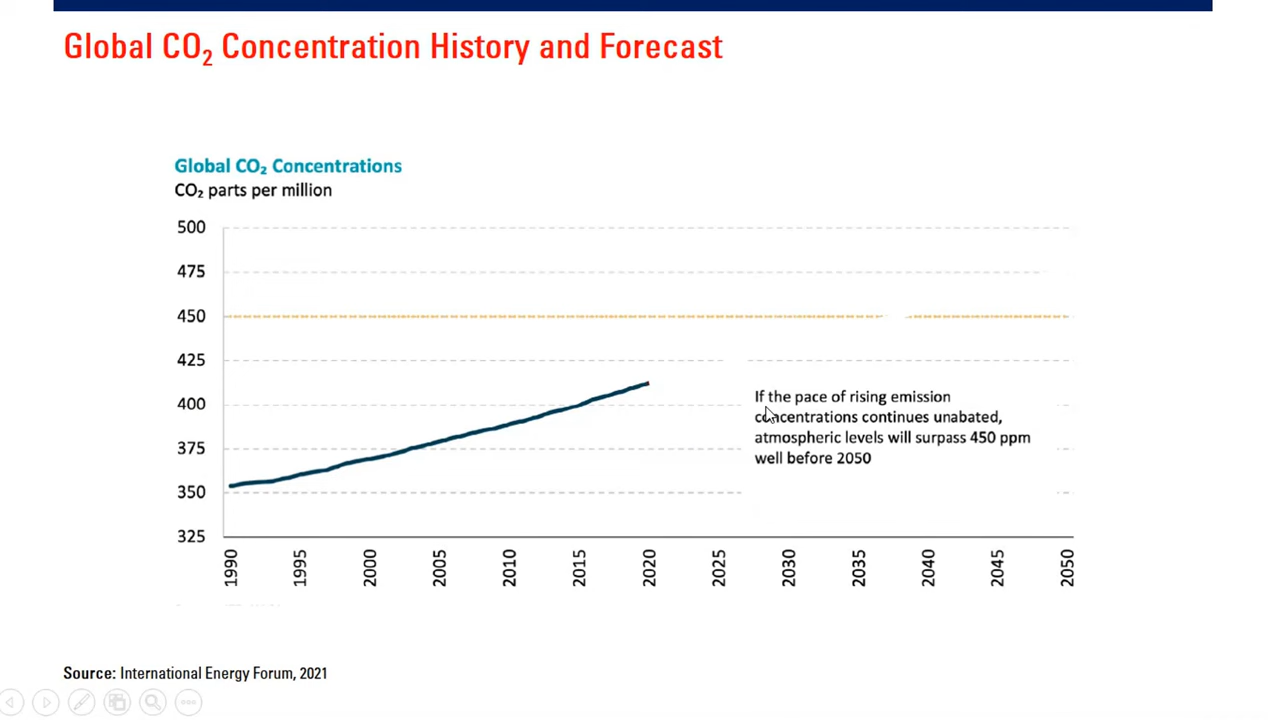 Global CO₂ Concentration History and Forecast
Global CO₂ Concentrations
CO₂ parts per million
500
475
450
425
400
375
350
325
If the pace of rising emission
concentrations continues unabated,
atmospheric levels will surpass 450 ppm
well before 2050
1990
1995
2000
2005
2010
2015
2020
2025
2030
2035
2040
2045
2050
Source: International Energy Forum, 2021